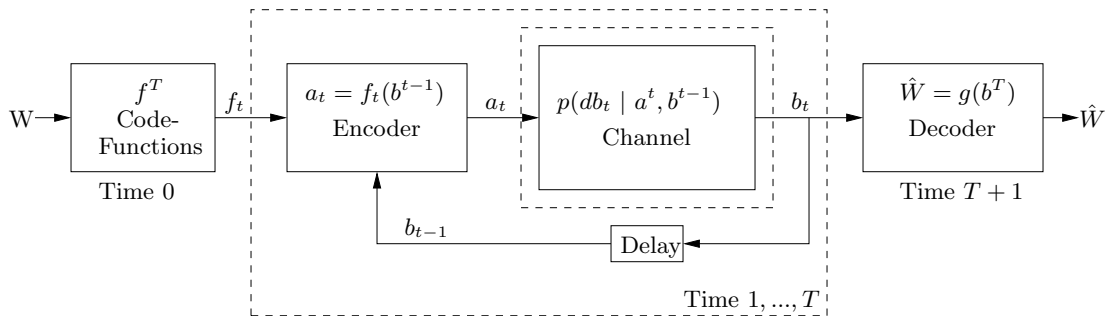 W
f^T
Code-
Functions
Time 0
f_t
a_t = f_t(b^{t−1})
Encoder
a_t
p(db_t | a^t, b^{t−1})
Channel
b_t
Ŵ = g(b^T)
Decoder
Ŵ
Time T + 1
b_{t−1}
Delay
Time 1, ..., T